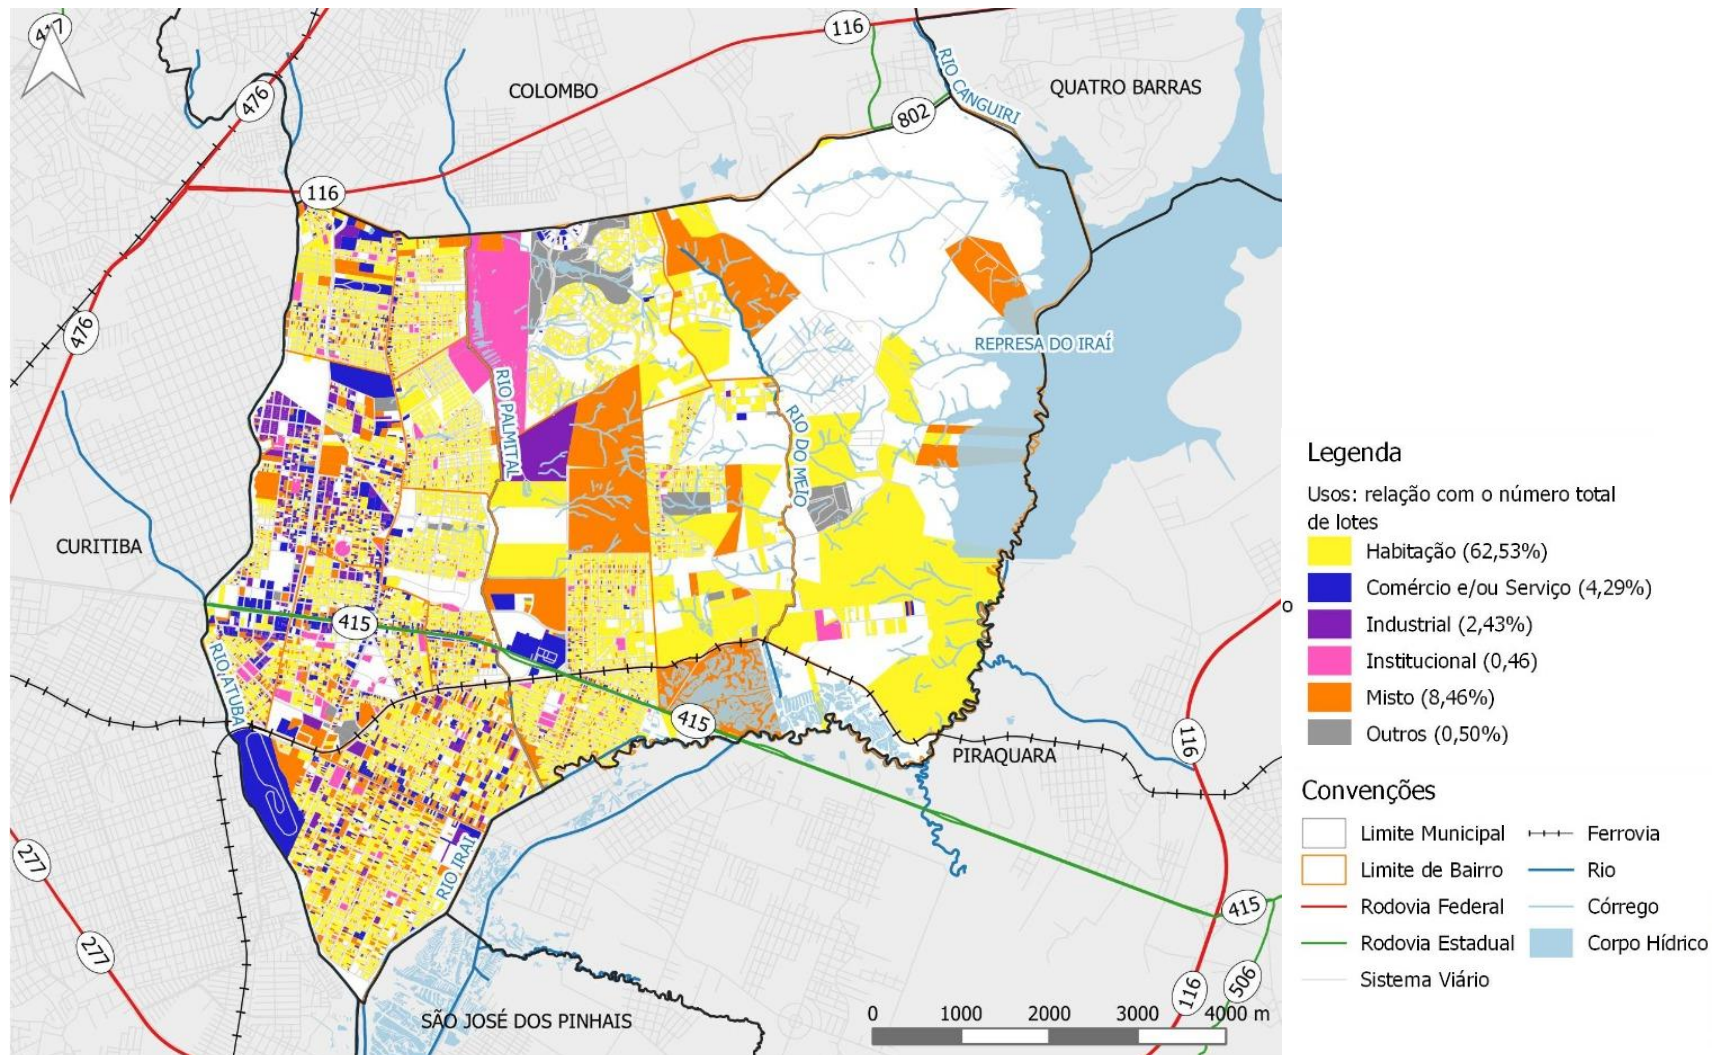 417
116
COLOMBO
QUATRO BARRAS
RIO CANGUIRI
476
802
116
476
REPRESA DO IRAÍ
RIO PALMITAL
RIO DO MEIO
CURITIBA
415
RIO ATUBA
415
PIRAQUARA
116
277
RIO IRAI
277
415
506
116
SÃO JOSÉ DOS PINHAIS
0 1000 2000 3000 4000 m
o
Legenda
Usos: relação com o número total
de lotes
Habitação (62,53%)
Comércio e/ou Serviço (4,29%)
Industrial (2,43%)
Institucional (0,46)
Misto (8,46%)
Outros (0,50%)
Convenções
Limite Municipal
Ferrovia
Limite de Bairro
Rio
Rodovia Federal
Córrego
Rodovia Estadual
Corpo Hídrico
Sistema Viário